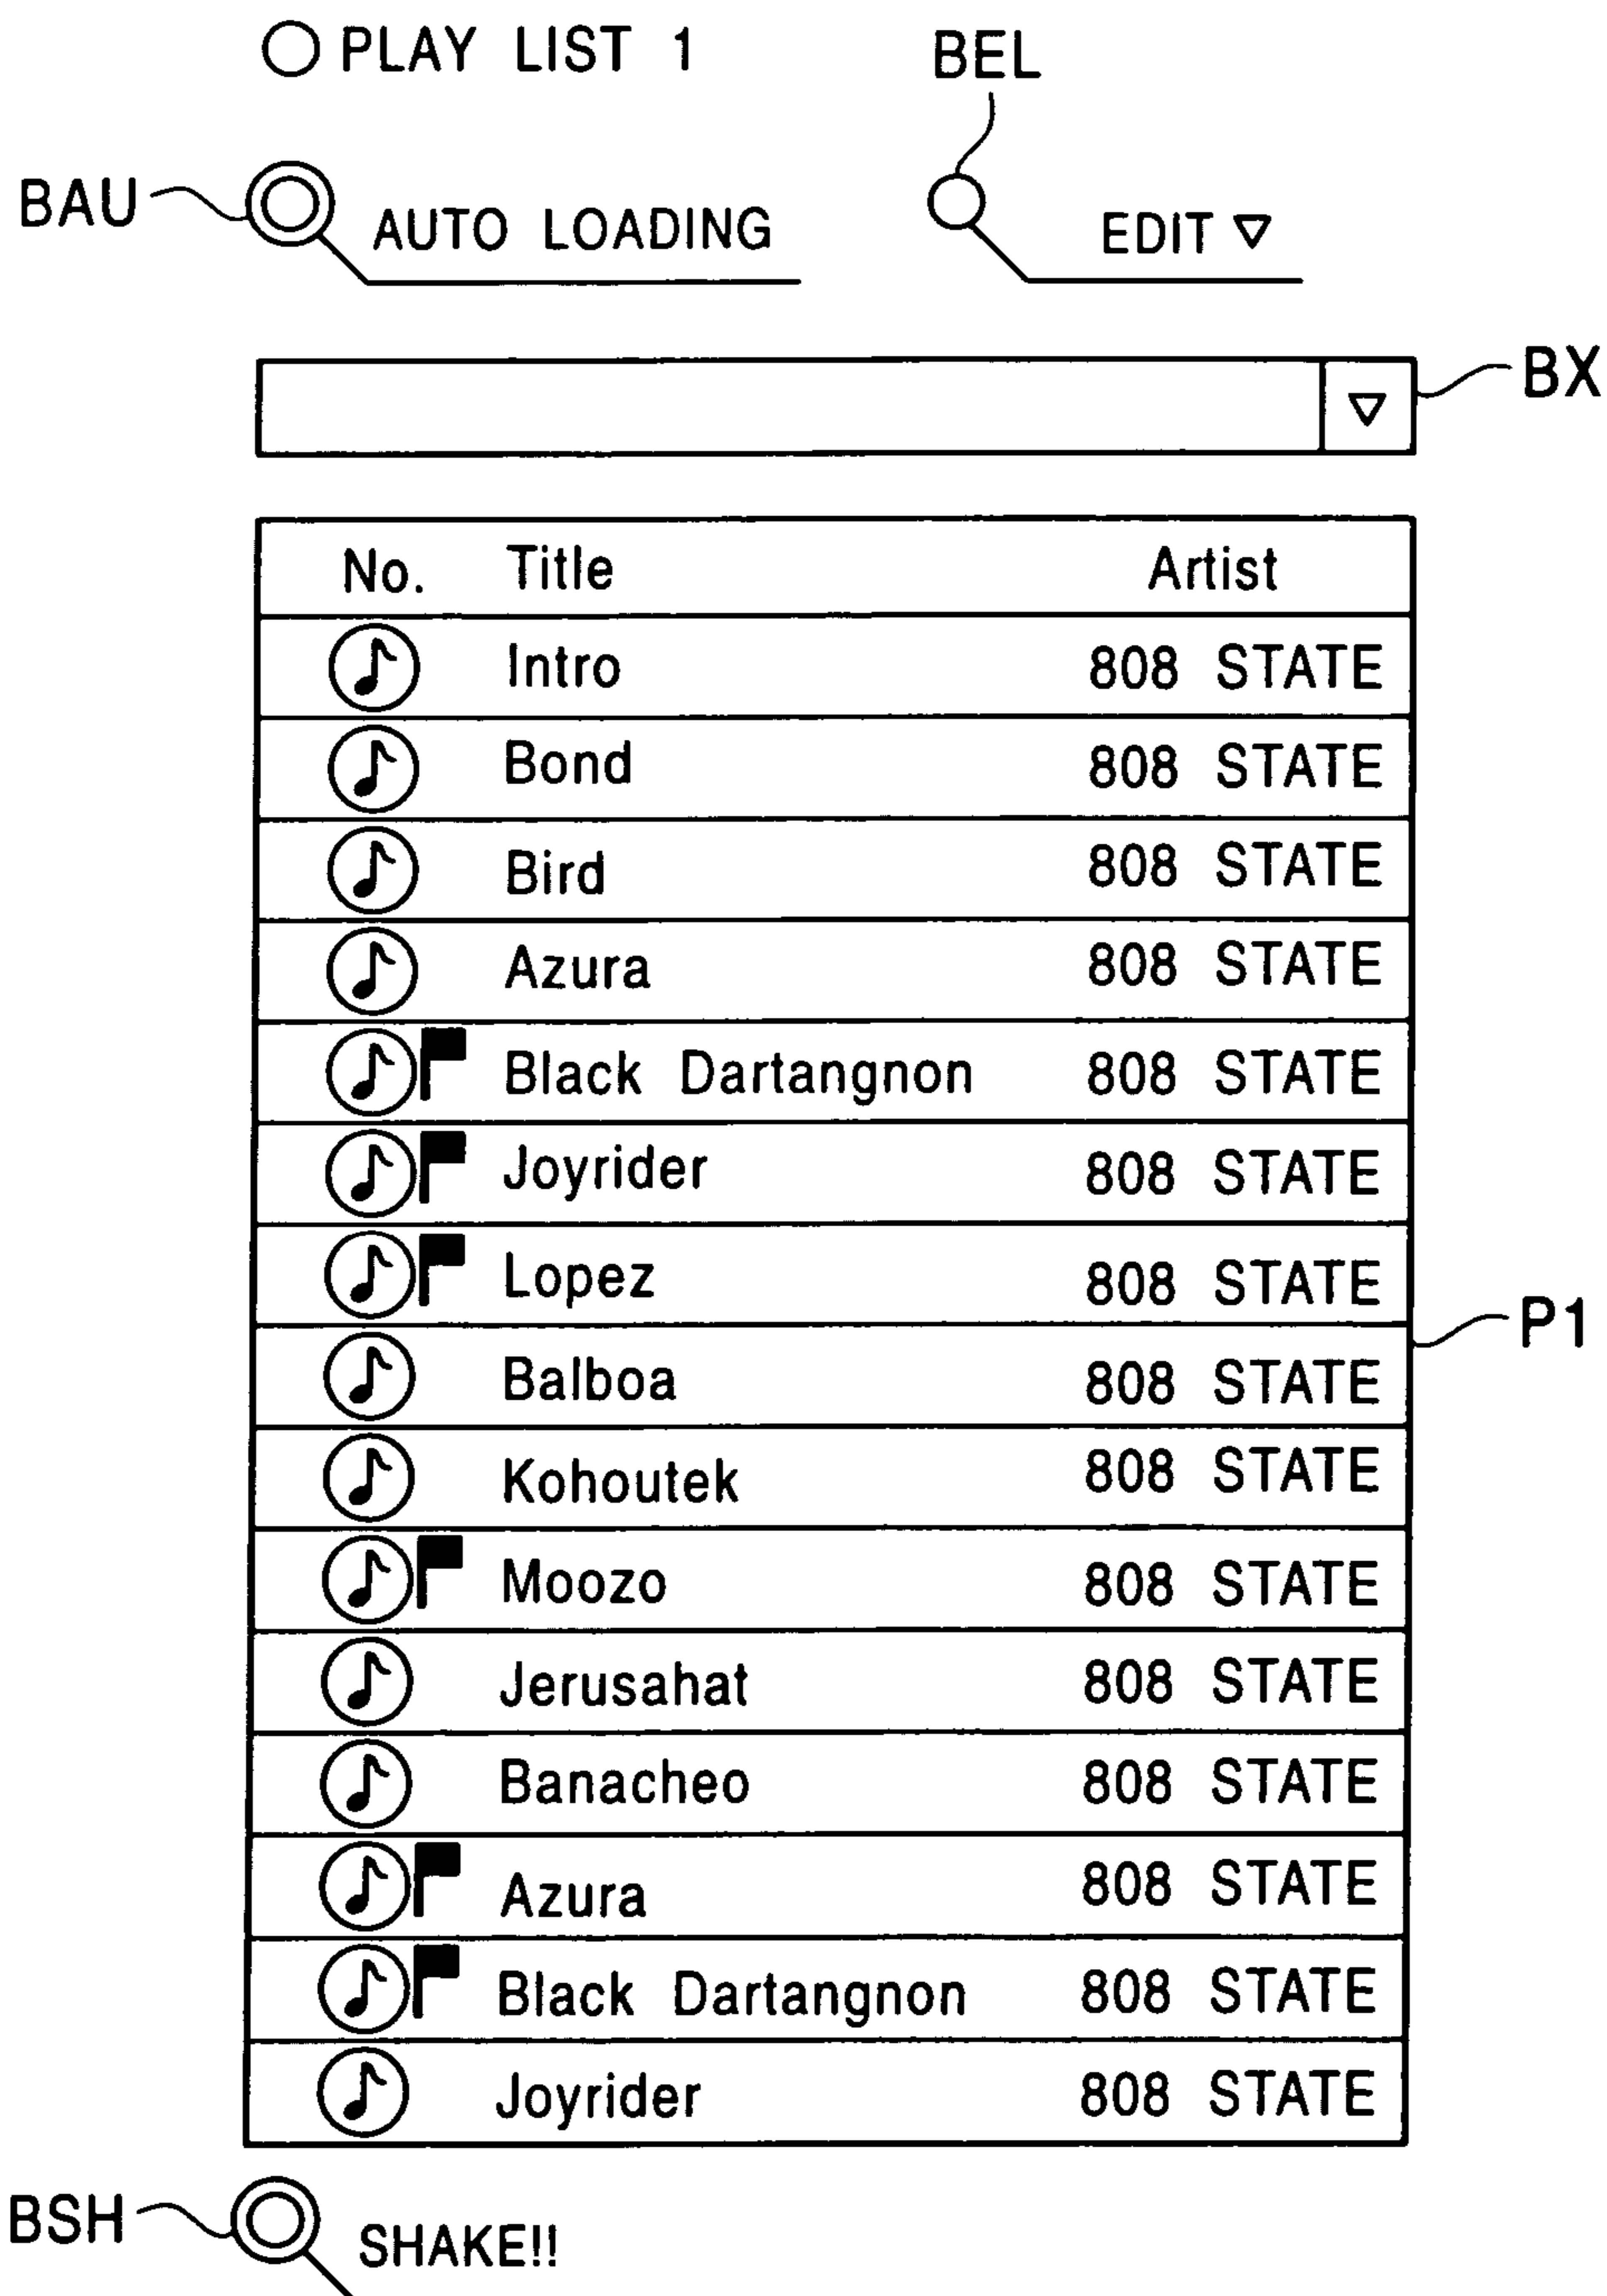 PLAY LIST 1
BEL
BAU
AUTO LOADING
EDIT ▽
BX
No. Title Artist
Intro 808 STATE
Bond 808 STATE
Bird 808 STATE
Azura 808 STATE
Black Dartangnon 808 STATE
Joyrider 808 STATE
Lopez 808 STATE
P1
Balboa 808 STATE
Kohoutek 808 STATE
Moozo 808 STATE
Jerusahat 808 STATE
Banacheo 808 STATE
Azura 808 STATE
Black Dartangnon 808 STATE
Joyrider 808 STATE
BSH
SHAKE!!